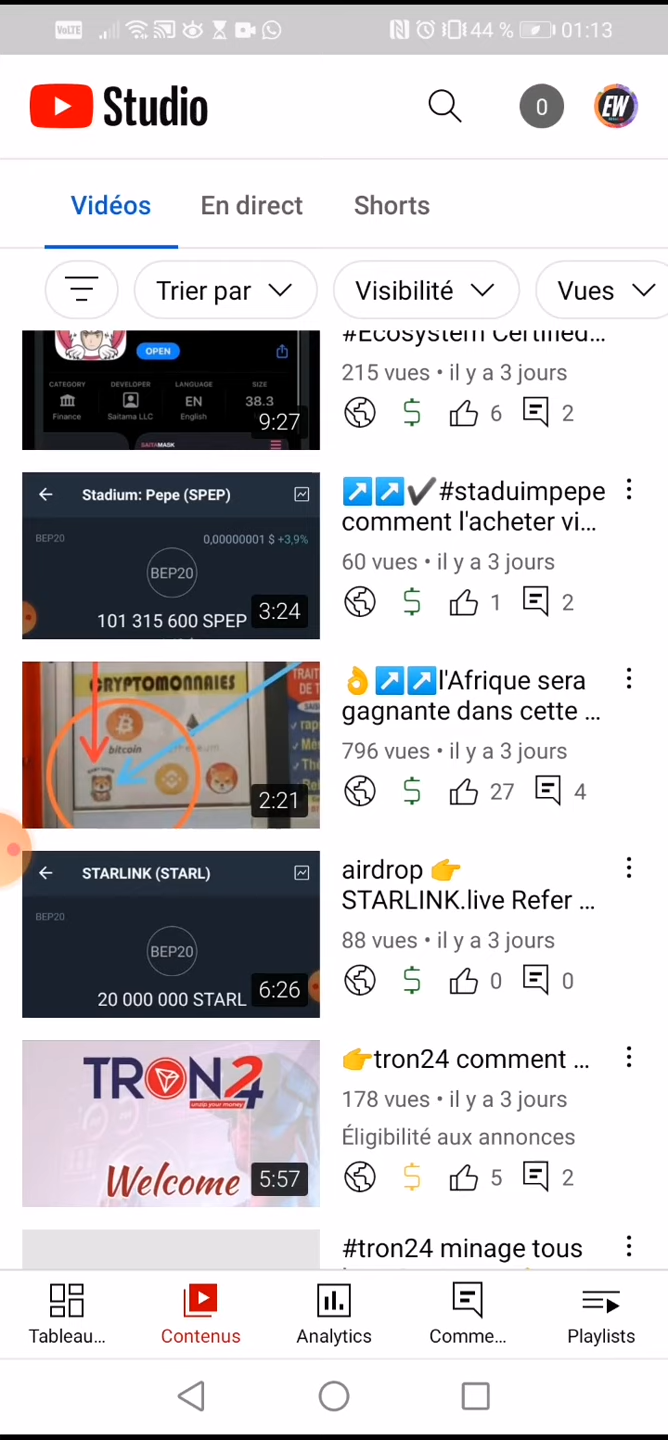 VoLTE 44 % 01:13
Studio 0 EW
Vidéos En direct Shorts
Trier par Visibilité Vues
#Ecosystem Certified...
OPEN
CATEGORY DEVELOPER LANGUAGE SIZE
EN 38.3
Finance Saitama LLC English
SAITAMASK
9:27
215 vues • il y a 3 jours
6 2
Stadium: Pepe (SPEP)
BEP20 0,00000001 $ +3,9%
BEP20
101 315 600 SPEP
3:24
↗️↗️✔️#staduimpepe
comment l'acheter vi...
60 vues • il y a 3 jours
1 2
CRYPTOMONNAIES
bitcoin
2:21
👌↗️↗️l'Afrique sera
gagnante dans cette ...
796 vues • il y a 3 jours
27 4
STARLINK (STARL)
BEP20
BEP20
20 000 000 STARL
6:26
airdrop 👉
STARLINK.live Refer ...
88 vues • il y a 3 jours
0 0
TRON24
unzip your money
Welcome
5:57
👉tron24 comment ...
178 vues • il y a 3 jours
Éligibilité aux annonces
5 2
#tron24 minage tous
Tableau... Contenus Analytics Comme... Playlists